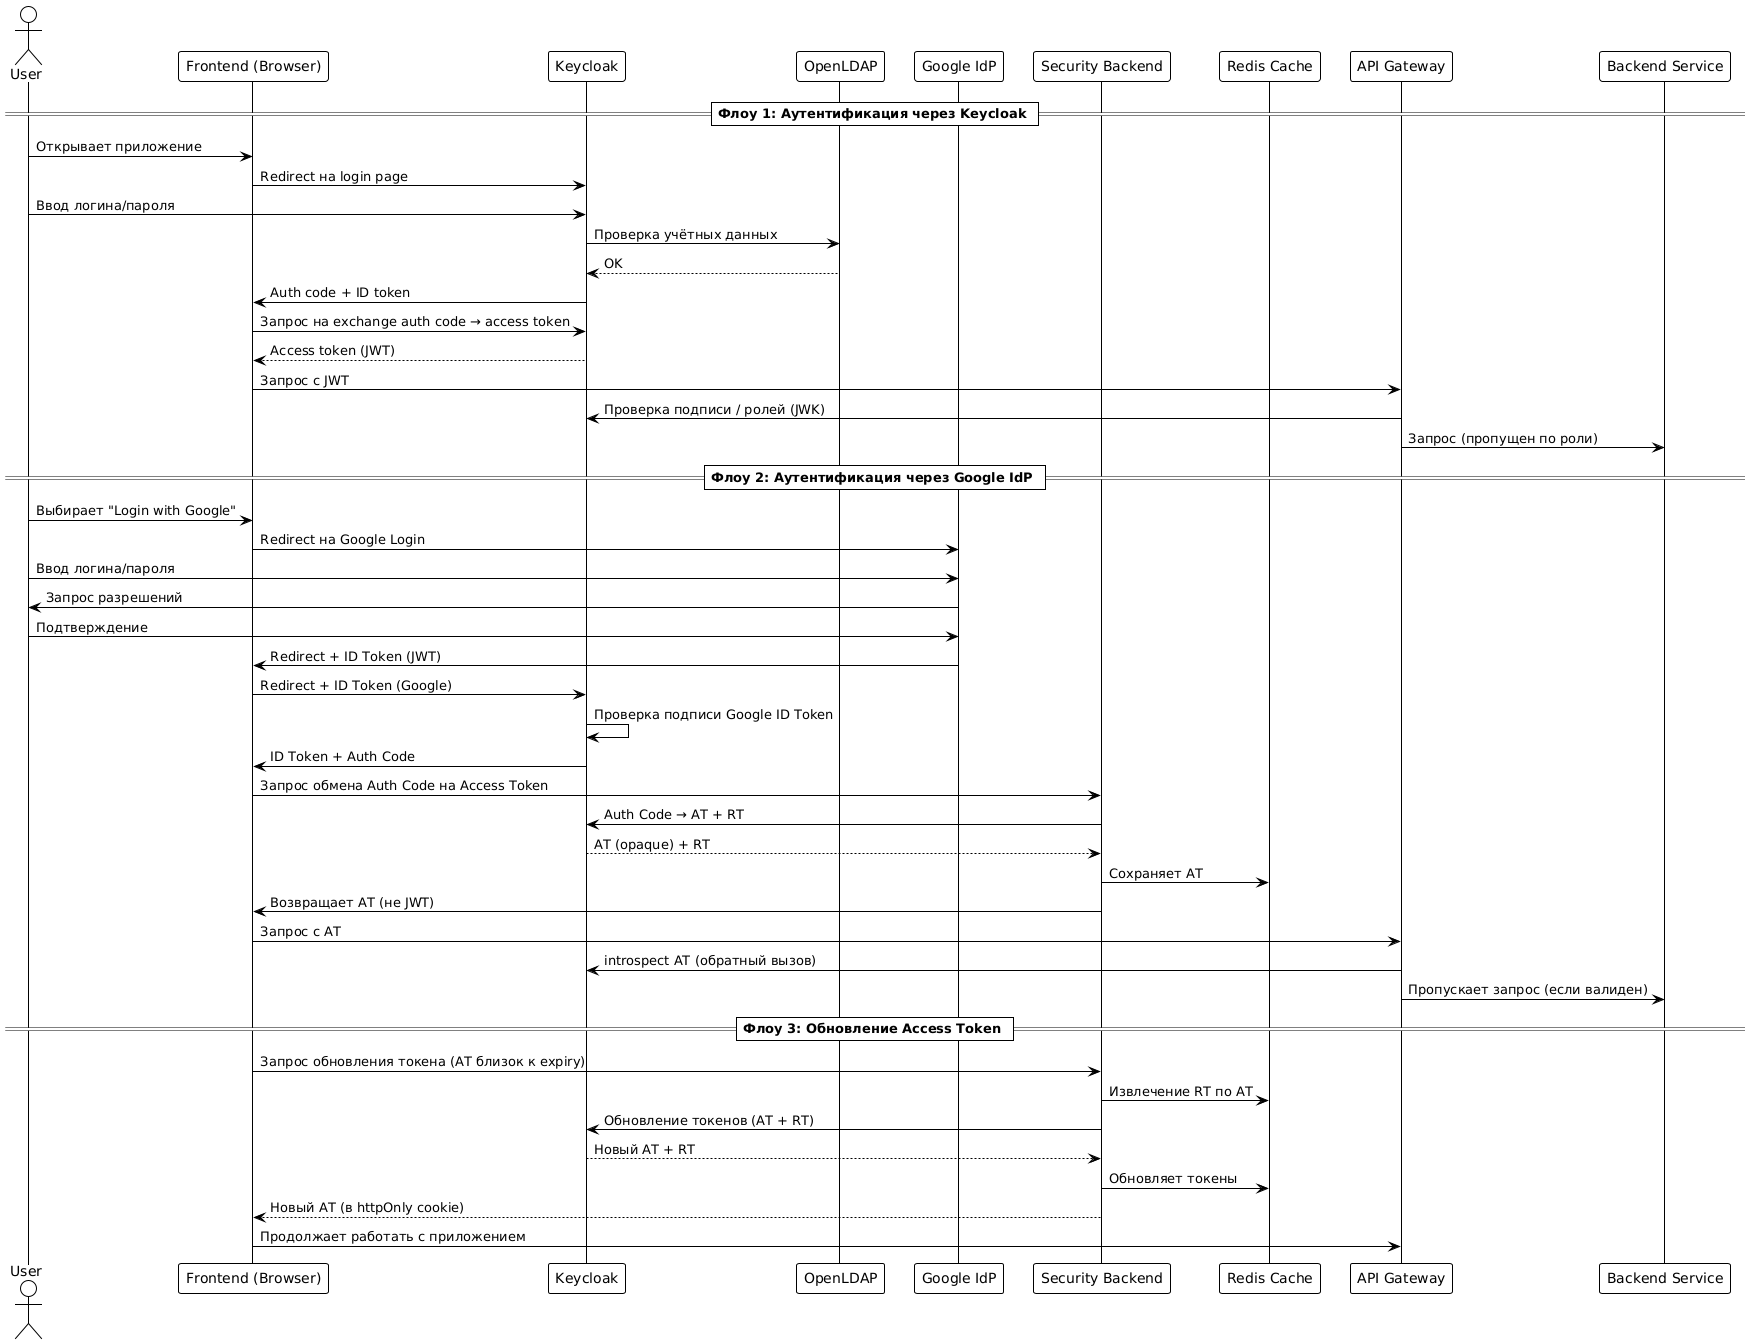 User
Frontend (Browser)
Keycloak
OpenLDAP
Google IdP
Security Backend
Redis Cache
API Gateway
Backend Service
Флоу 1: Аутентификация через Keycloak
Открывает приложение
Redirect на login page
Ввод логина/пароля
Проверка учётных данных
OK
Auth code + ID token
Запрос на exchange auth code → access token
Access token (JWT)
Запрос с JWT
Проверка подписи / ролей (JWK)
Запрос (пропущен по роли)
Флоу 2: Аутентификация через Google IdP
Выбирает "Login with Google"
Redirect на Google Login
Ввод логина/пароля
Запрос разрешений
Подтверждение
Redirect + ID Token (JWT)
Redirect + ID Token (Google)
Проверка подписи Google ID Token
ID Token + Auth Code
Запрос обмена Auth Code на Access Token
Auth Code → AT + RT
AT (opaque) + RT
Сохраняет AT
Возвращает AT (не JWT)
Запрос с AT
introspect AT (обратный вызов)
Пропускает запрос (если валиден)
Флоу 3: Обновление Access Token
Запрос обновления токена (AT близок к expiry)
Извлечение RT по AT
Обновление токенов (AT + RT)
Новый AT + RT
Обновляет токены
Новый AT (в httpOnly cookie)
Продолжает работать с приложением
User
Frontend (Browser)
Keycloak
OpenLDAP
Google IdP
Security Backend
Redis Cache
API Gateway
Backend Service